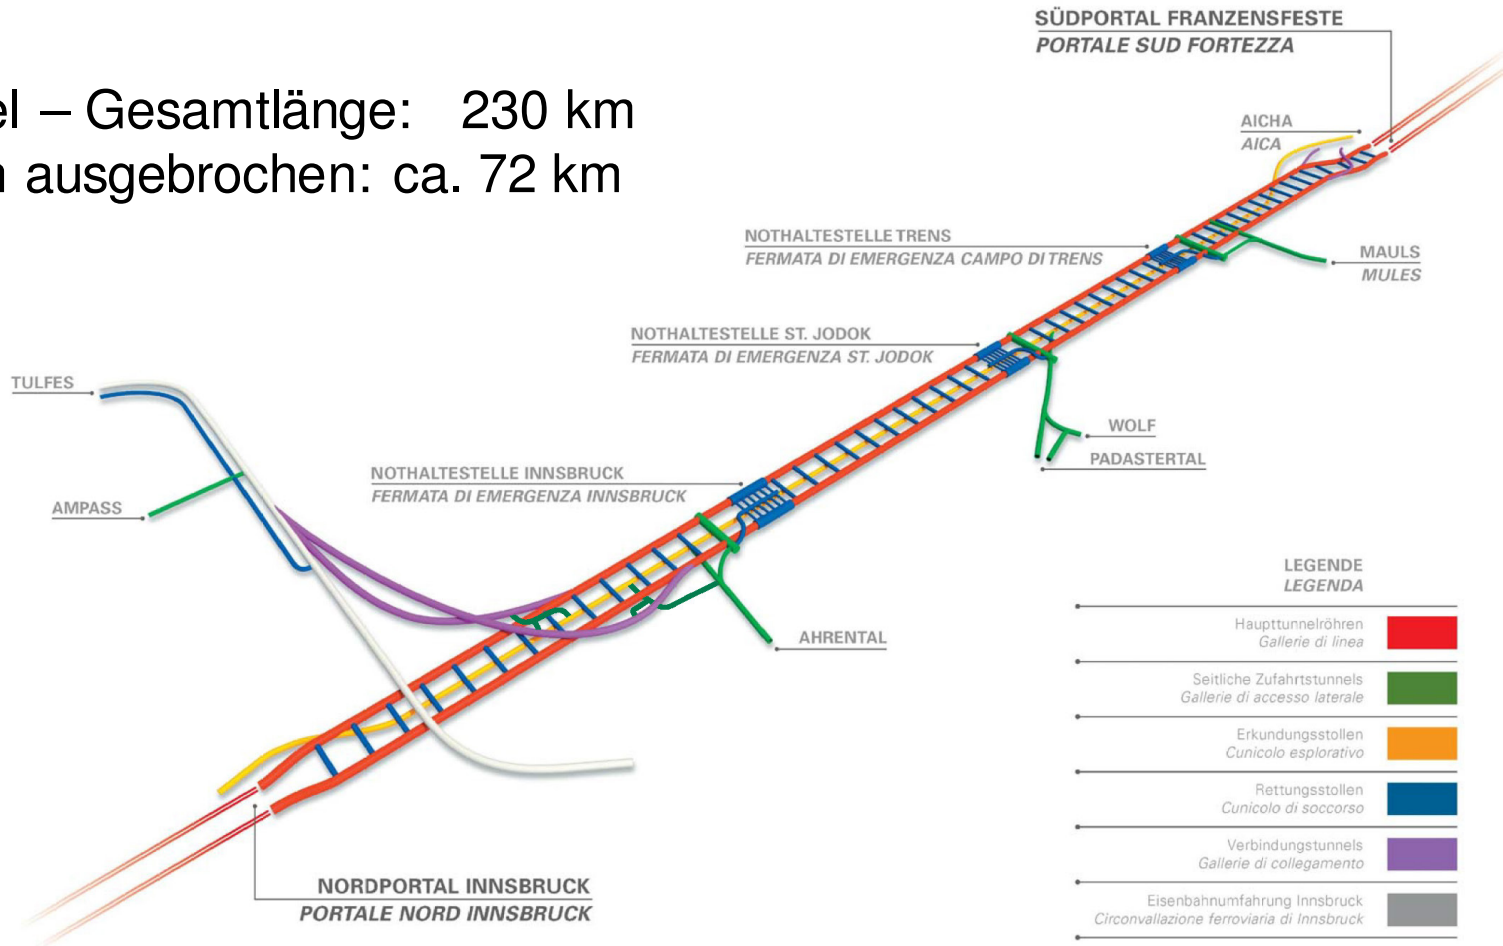 SÜDPORTAL FRANZENSFESTE
PORTALE SUD FORTEZZA
el – Gesamtlänge: 230 km
n ausgebrochen: ca. 72 km
AICHA
AICA
NOTHALTESTELLE TRENS
FERMATA DI EMERGENZA CAMPO DI TRENS
MAULS
MULES
NOTHALTESTELLE ST. JODOK
FERMATA DI EMERGENZA ST. JODOK
TULFES
WOLF
PADASTERTAL
NOTHALTESTELLE INNSBRUCK
FERMATA DI EMERGENZA INNSBRUCK
AMPASS
AHRENTAL
LEGENDE
LEGENDA
Haupttunnelröhren
Gallerie di linea
Seitliche Zufahrtstunnels
Gallerie di accesso laterale
Erkundungsstollen
Cunicolo esplorativo
Rettungsstollen
Cunicolo di soccorso
Verbindungstunnels
Gallerie di collegamento
Eisenbahnumfahrung Innsbruck
Circonvallazione ferroviaria di Innsbruck
NORDPORTAL INNSBRUCK
PORTALE NORD INNSBRUCK